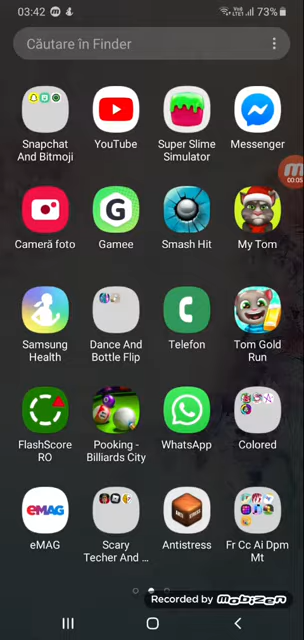 03:42 73%
Căutare în Finder
Snapchat And Bitmoji
YouTube
Super Slime Simulator
Messenger
00:05
Cameră foto
G
Gamee
Smash Hit
My Tom
Samsung Health
Dance And Bottle Flip
Telefon
Tom Gold Run
FlashScore RO
Pooking - Billiards City
WhatsApp
Colored
eMAG
eMAG
Scary Techer And ...
Antistress
Fr Cc Ai Dpm Mt
Recorded by mobizen